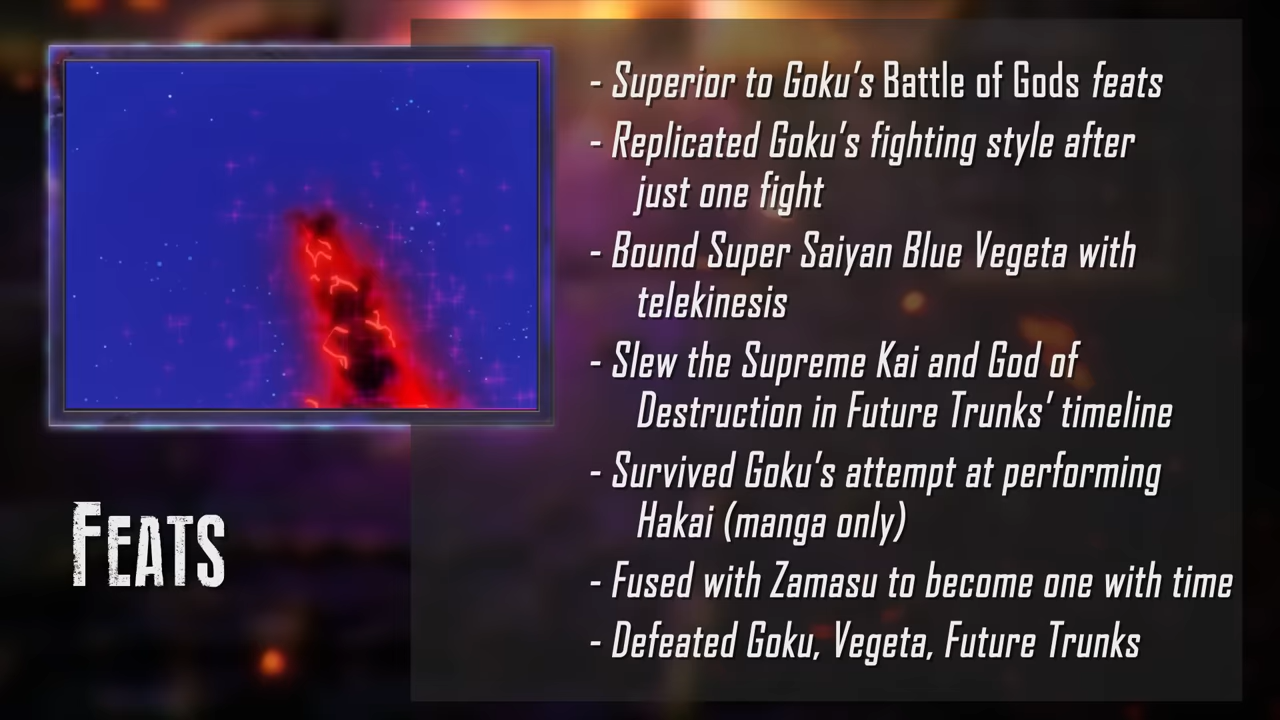 - Superior to Goku's Battle of Gods feats
- Replicated Goku's fighting style after
just one fight
- Bound Super Saiyan Blue Vegeta with
telekinesis
- Slew the Supreme Kai and God of
Destruction in Future Trunks' timeline
- Survived Goku's attempt at performing
Hakai (manga only)
- Fused with Zamasu to become one with time
- Defeated Goku, Vegeta, Future Trunks
Feats